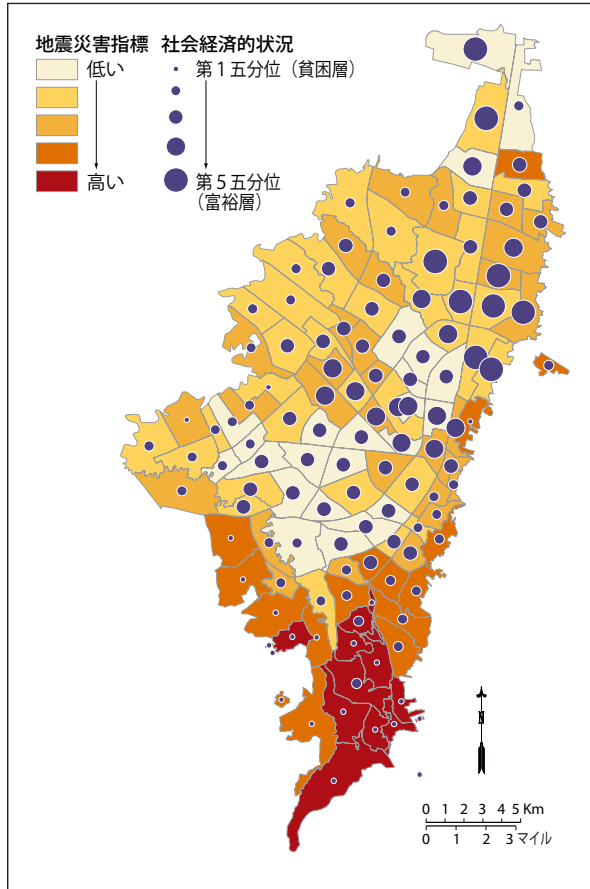 地震災害指標
低い
高い
社会経済的状況
第1五分位（貧困層）
第5五分位
（富裕層）
N
0 1 2 3 4 5 Km
0 1 2 3マイル